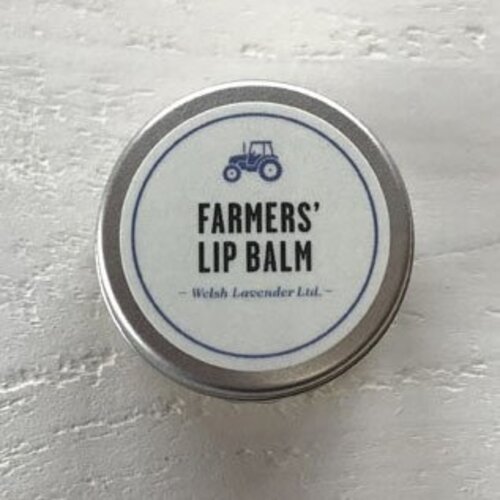 FARMERS'
LIP BALM
~ Welsh Lavender Ltd. ~